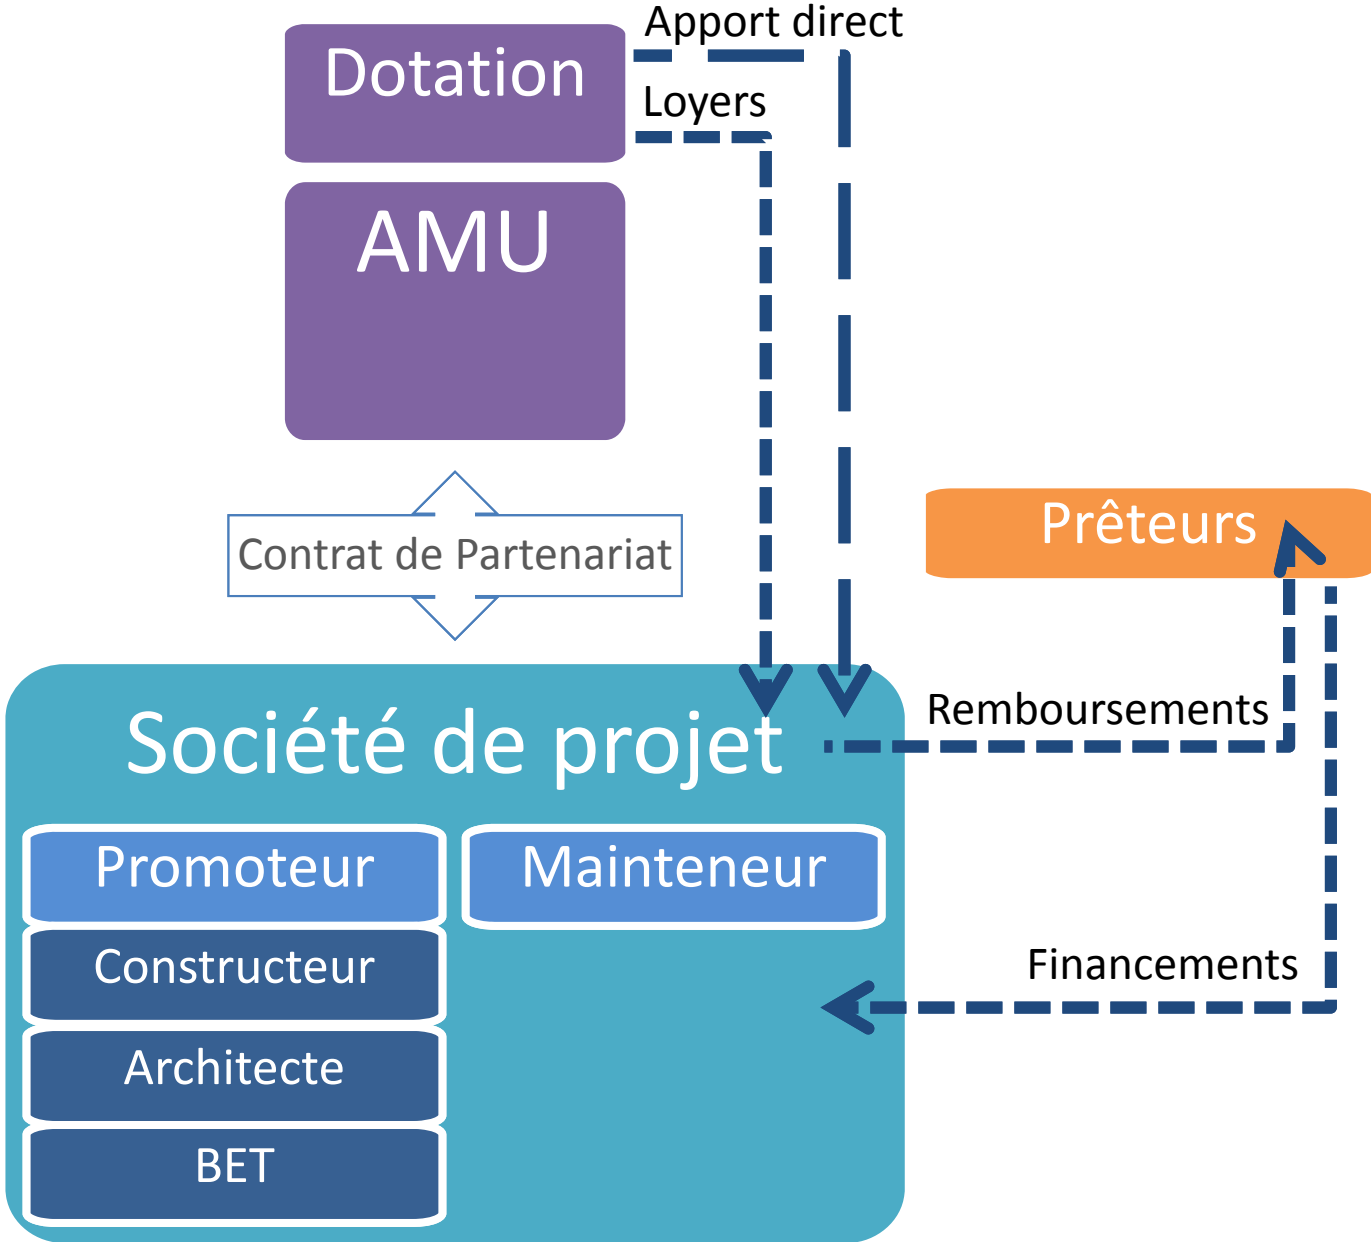 Apport direct
Dotation
Loyers
AMU
Prêteurs
Contrat de Partenariat
Remboursements
Société de projet
Promoteur
Mainteneur
Constructeur
Financements
Architecte
BET